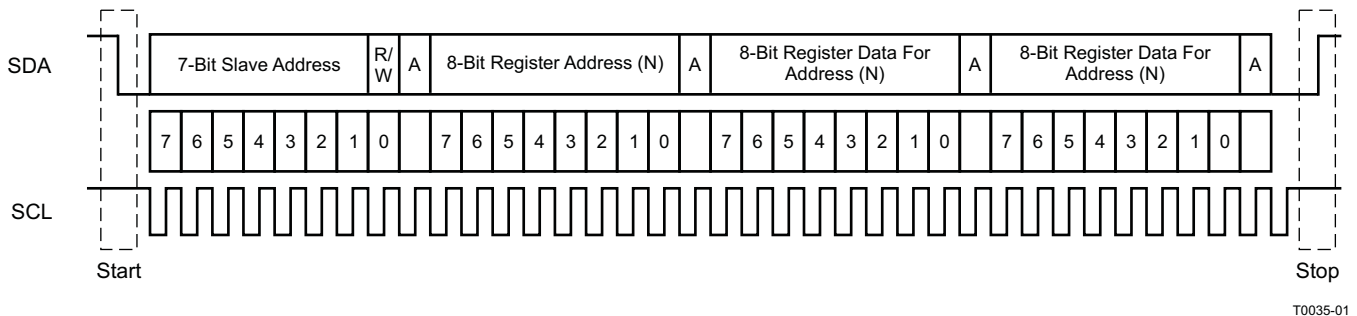 SDA
7-Bit Slave Address
R/
W
A
8-Bit Register Address (N)
A
8-Bit Register Data For
Address (N)
A
8-Bit Register Data For
Address (N)
A
7 6 5 4 3 2 1 0 7 6 5 4 3 2 1 0 7 6 5 4 3 2 1 0 7 6 5 4 3 2 1 0
SCL
Start
Stop
T0035-01